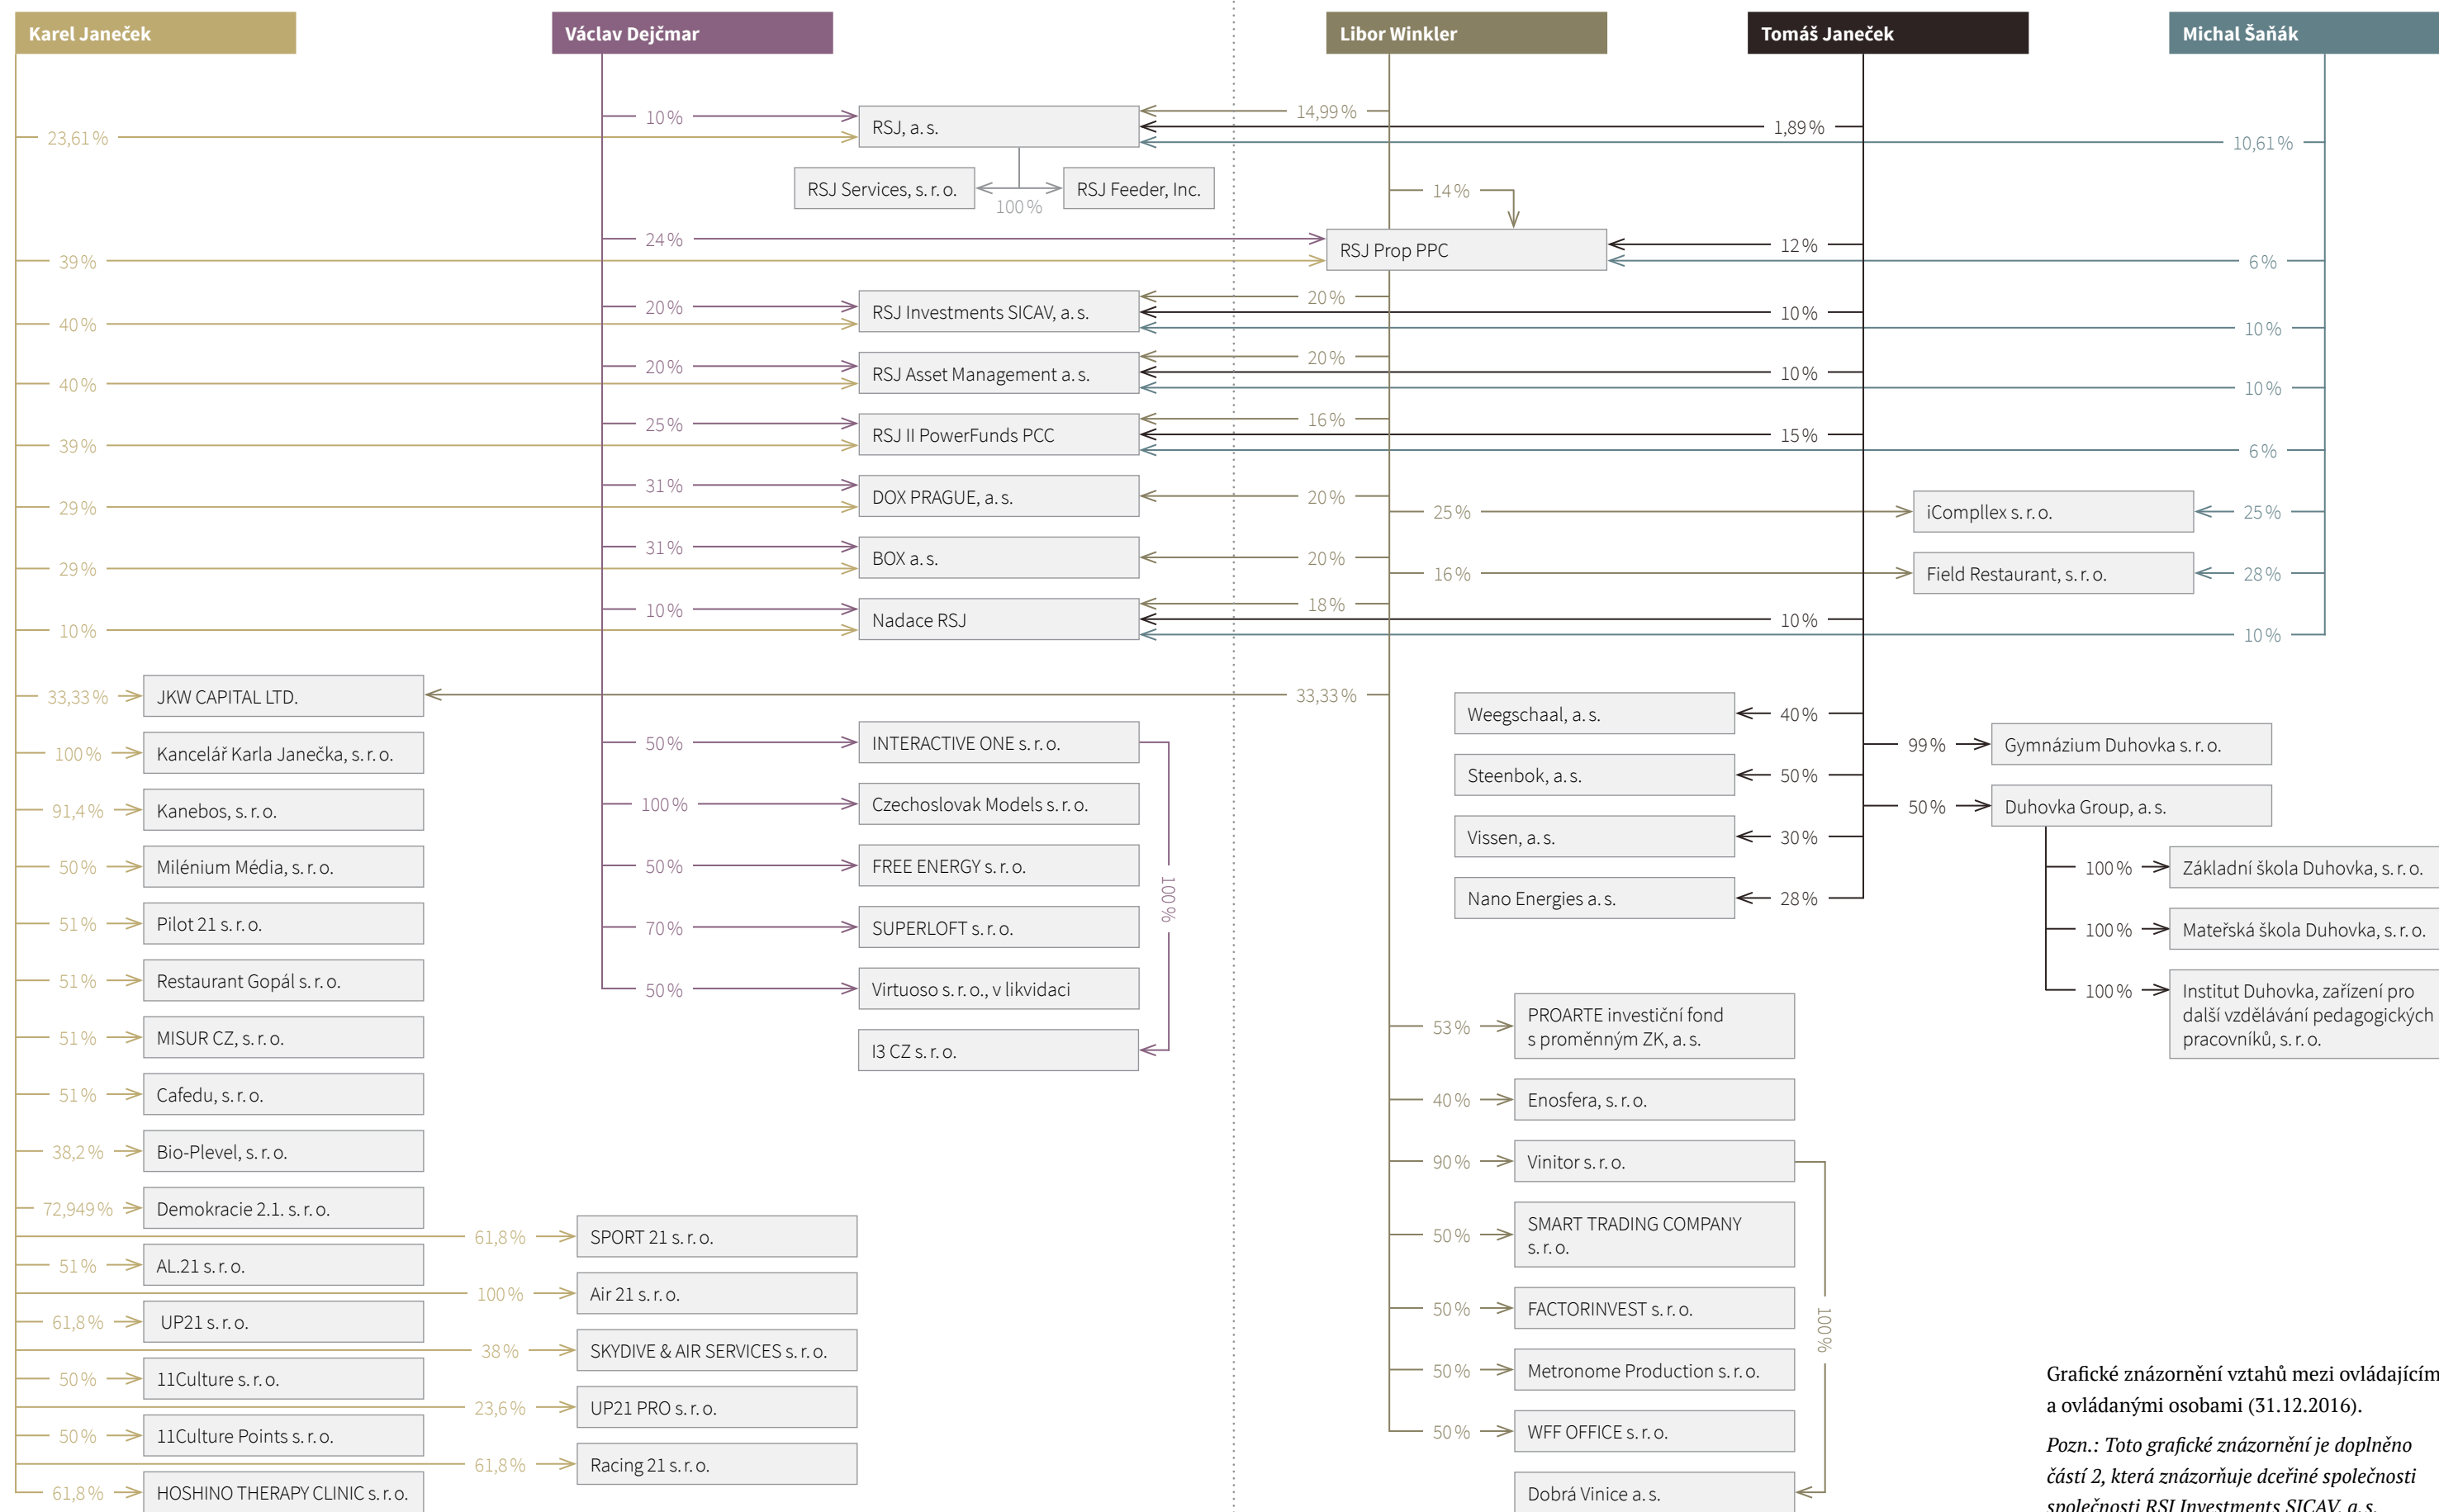 Karel Janeček
Václav Dejčmar
Libor Winkler
Tomáš Janeček
Michal Šaňák
10 %
RSJ, a. s.
14,99 %
1,89 %
23,61 %
10,61 %
RSJ Services, s. r. o.
RSJ Feeder, Inc.
100 %
14 %
24 %
RSJ Prop PPC
12 %
39 %
6 %
20 %
RSJ Investments SICAV, a. s.
20 %
10 %
40 %
10 %
20 %
RSJ Asset Management a. s.
20 %
10 %
40 %
10 %
25 %
RSJ II PowerFunds PCC
16 %
15 %
39 %
6 %
31 %
DOX PRAGUE, a. s.
20 %
29 %
25 %
iCompllex s. r. o.
25 %
31 %
BOX a. s.
20 %
29 %
16 %
Field Restaurant, s. r. o.
28 %
10 %
Nadace RSJ
18 %
10 %
10 %
10 %
33,33 %
JKW CAPITAL LTD.
33,33 %
Weegschaal, a. s.
40 %
100 %
Kancelář Karla Janečka, s. r. o.
50 %
INTERACTIVE ONE s. r. o.
99 %
Gymnázium Duhovka s. r. o.
Steenbok, a. s.
50 %
91,4 %
Kanebos, s. r. o.
100 %
Czechoslovak Models s. r. o.
50 %
Duhovka Group, a. s.
Vissen, a. s.
30 %
50 %
Milénium Média, s. r. o.
50 %
FREE ENERGY s. r. o.
100 %
100 %
Základní škola Duhovka, s. r. o.
Nano Energies a. s.
28 %
51 %
Pilot 21 s. r. o.
70 %
SUPERLOFT s. r. o.
100 %
Mateřská škola Duhovka, s. r. o.
51 %
Restaurant Gopál s. r. o.
50 %
Virtuoso s. r. o., v likvidaci
100 %
Institut Duhovka, zařízení pro
další vzdělávání pedagogických
pracovníků, s. r. o.
53 %
PROARTE investiční fond
s proměnným ZK, a. s.
51 %
MISUR CZ, s. r. o.
I3 CZ s. r. o.
51 %
Cafedu, s. r. o.
40 %
Enosfera, s. r. o.
38,2 %
Bio-Plevel, s. r. o.
90 %
Vinitor s. r. o.
72,949 %
Demokracie 2.1. s. r. o.
61,8 %
SPORT 21 s. r. o.
50 %
SMART TRADING COMPANY
s. r. o.
51 %
AL.21 s. r. o.
100 %
Air 21 s. r. o.
50 %
FACTORINVEST s. r. o.
100 %
61,8 %
UP21 s. r. o.
38 %
SKYDIVE & AIR SERVICES s. r. o.
50 %
Metronome Production s. r. o.
50 %
11Culture s. r. o.
23,6 %
UP21 PRO s. r. o.
50 %
WFF OFFICE s. r. o.
50 %
11Culture Points s. r. o.
61,8 %
Racing 21 s. r. o.
61,8 %
HOSHINO THERAPY CLINIC s. r. o.
Dobrá Vinice a. s.
Grafické znázornění vztahů mezi ovládajícím
a ovládanými osobami (31.12.2016).
Pozn.: Toto grafické znázornění je doplněno
částí 2, která znázorňuje dceřiné společnosti
společnosti RSJ Investments SICAV, a. s.